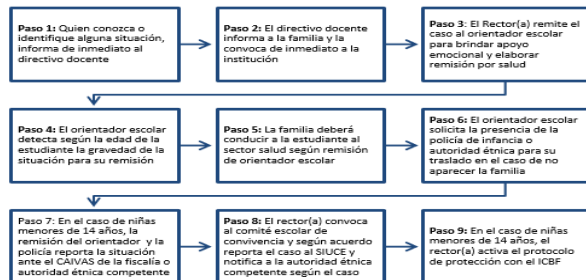 Paso 1: Quien conozca o
identifique alguna situación,
informa de inmediato al
directivo docente
Paso 2: El directivo docente
informa a la familia y la
convoca de inmediato a la
institución
Paso 3: El Rector(a) remite el
caso al orientador escolar
para brindar apoyo
emocional y elaborar
remisión por salud
Paso 4: El orientador escolar
detecta según la edad de la
estudiante la gravedad de la
situación para su remisión
Paso 5: La familia deberá
conducir a la estudiante al
sector salud según remisión
de orientador escolar
Paso 6: El orientador escolar
solicita la presencia de la
policía de infancia o
autoridad étnica para su
traslado en el caso de no
aparecer la familia
Paso 7: En el caso de niñas
menores de 14 años, la
remisión del orientador y la
policía reporta la situación
ante el CAIVAS de la fiscalía o
autoridad étnica competente
Paso 8: El rector(a) convoca
al comité escolar de
convivencia y según acuerdo
reporta el caso al SIUCE y
notifica a la autoridad étnica
competente según el caso
Paso 9: En el caso de niñas
menores de 14 años, el
rector(a) activa el protocolo
de protección con el ICBF